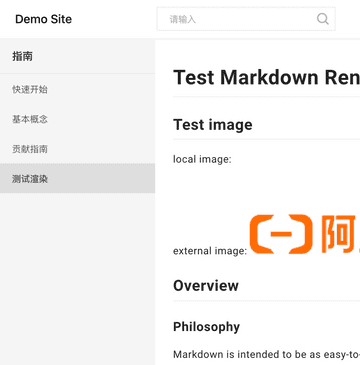 Demo Site
请输入
指南
快速开始
基本概念
贡献指南
测试渲染
Test Markdown Ren
Test image
local image:
external image:
阿
Overview
Philosophy
Markdown is intended to be as easy-to-